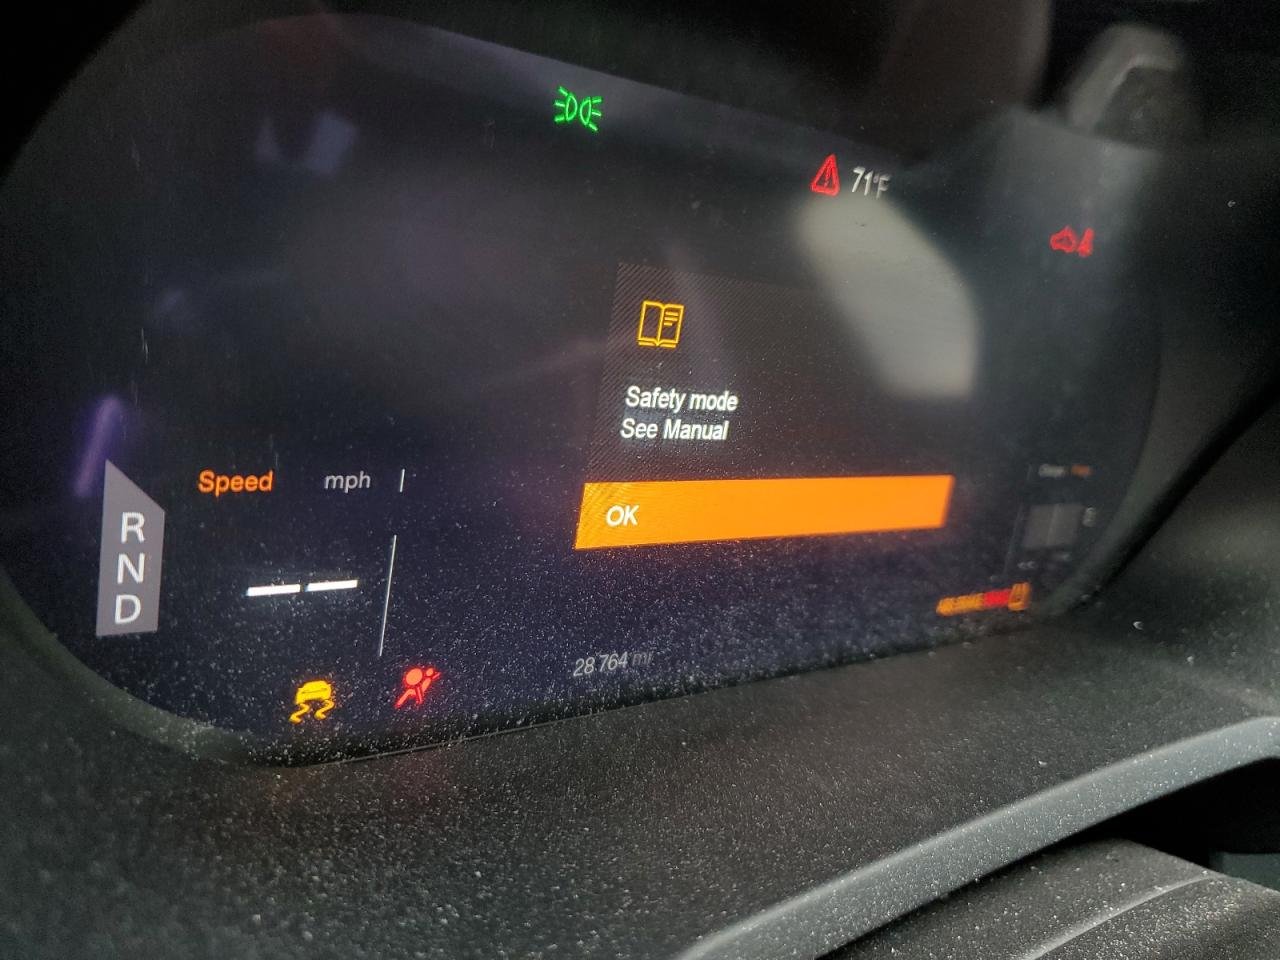 71°F
Safety mode
See Manual
OK
Speed mph
R
N
D
28 764 mi